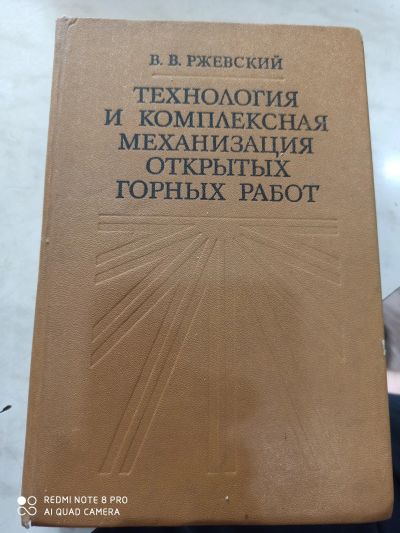 В. В. РЖЕВСКИЙ
ТЕХНОЛОГИЯ
И КОМПЛЕКСНАЯ
МЕХАНИЗАЦИЯ
ОТКРЫТЫХ
ГОРНЫХ РАБОТ
REDMI NOTE 8 PRO
AI QUAD CAMERA